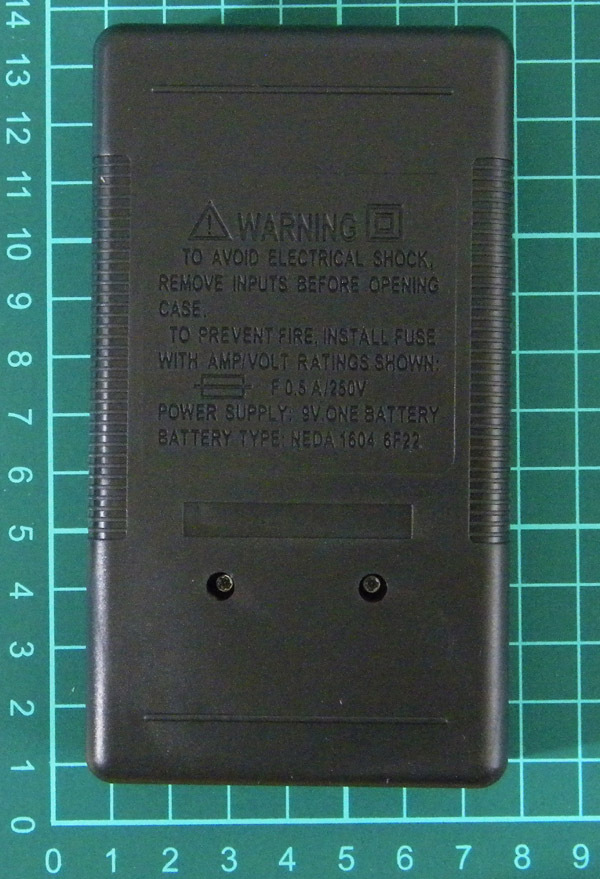 WARNING
TO AVOID ELECTRICAL SHOCK,
REMOVE INPUTS BEFORE OPENING
CASE.
TO PREVENT FIRE, INSTALL FUSE
WITH AMP/VOLT RATINGS SHOWN:
F 0.5 A/250V
POWER SUPPLY: 9V. ONE BATTERY
BATTERY TYPE: NEDA 1604 6F22
14
13
12
11
10
9
8
7
6
5
4
3
2
1
0
0 1 2 3 4 5 6 7 8 9